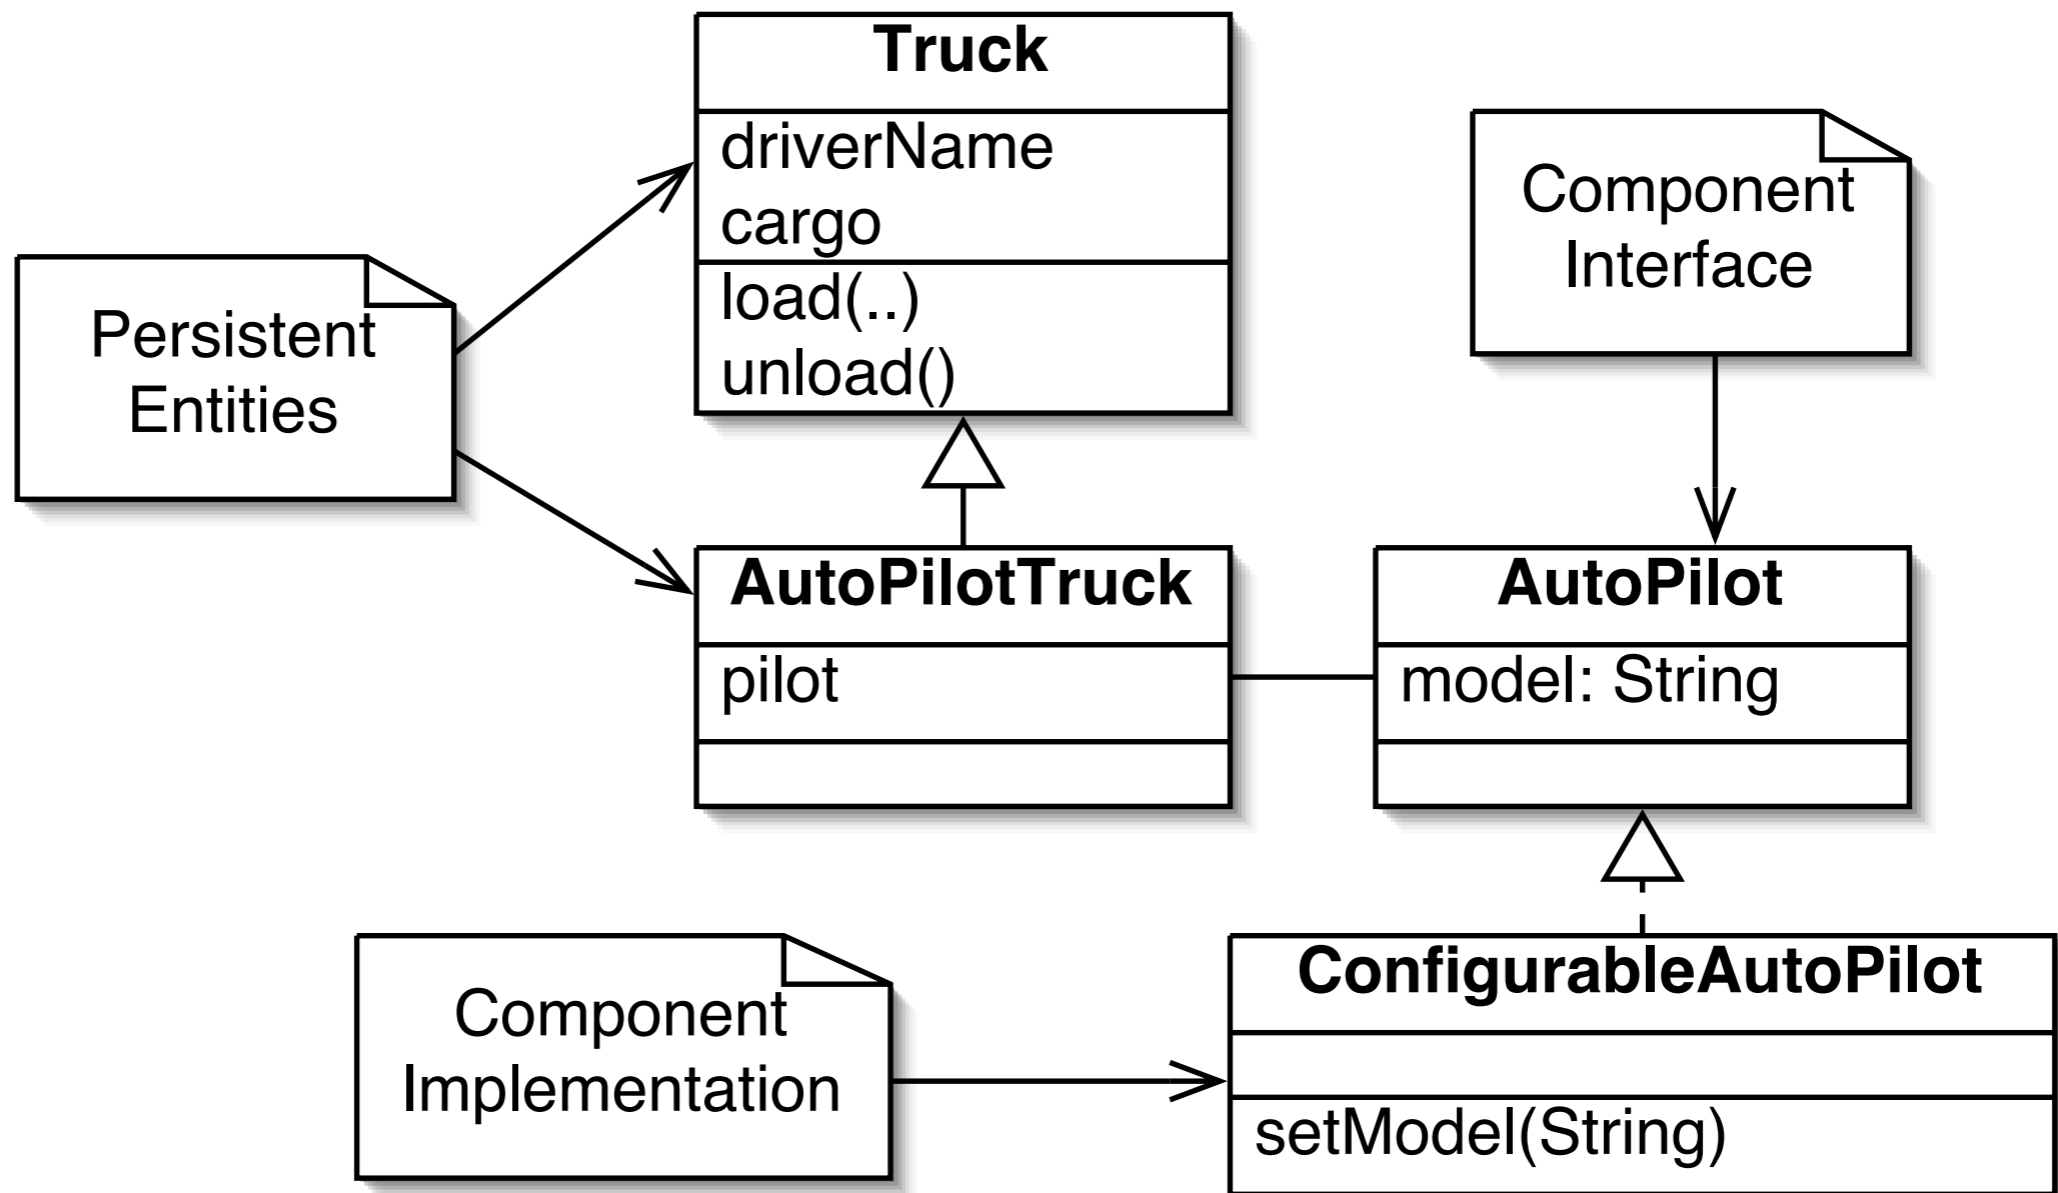 Truck
driverName
cargo
load(..)
unload()
Component
Interface
Persistent
Entities
AutoPilotTruck
pilot
AutoPilot
model: String
Component
Implementation
ConfigurableAutoPilot
setModel(String)